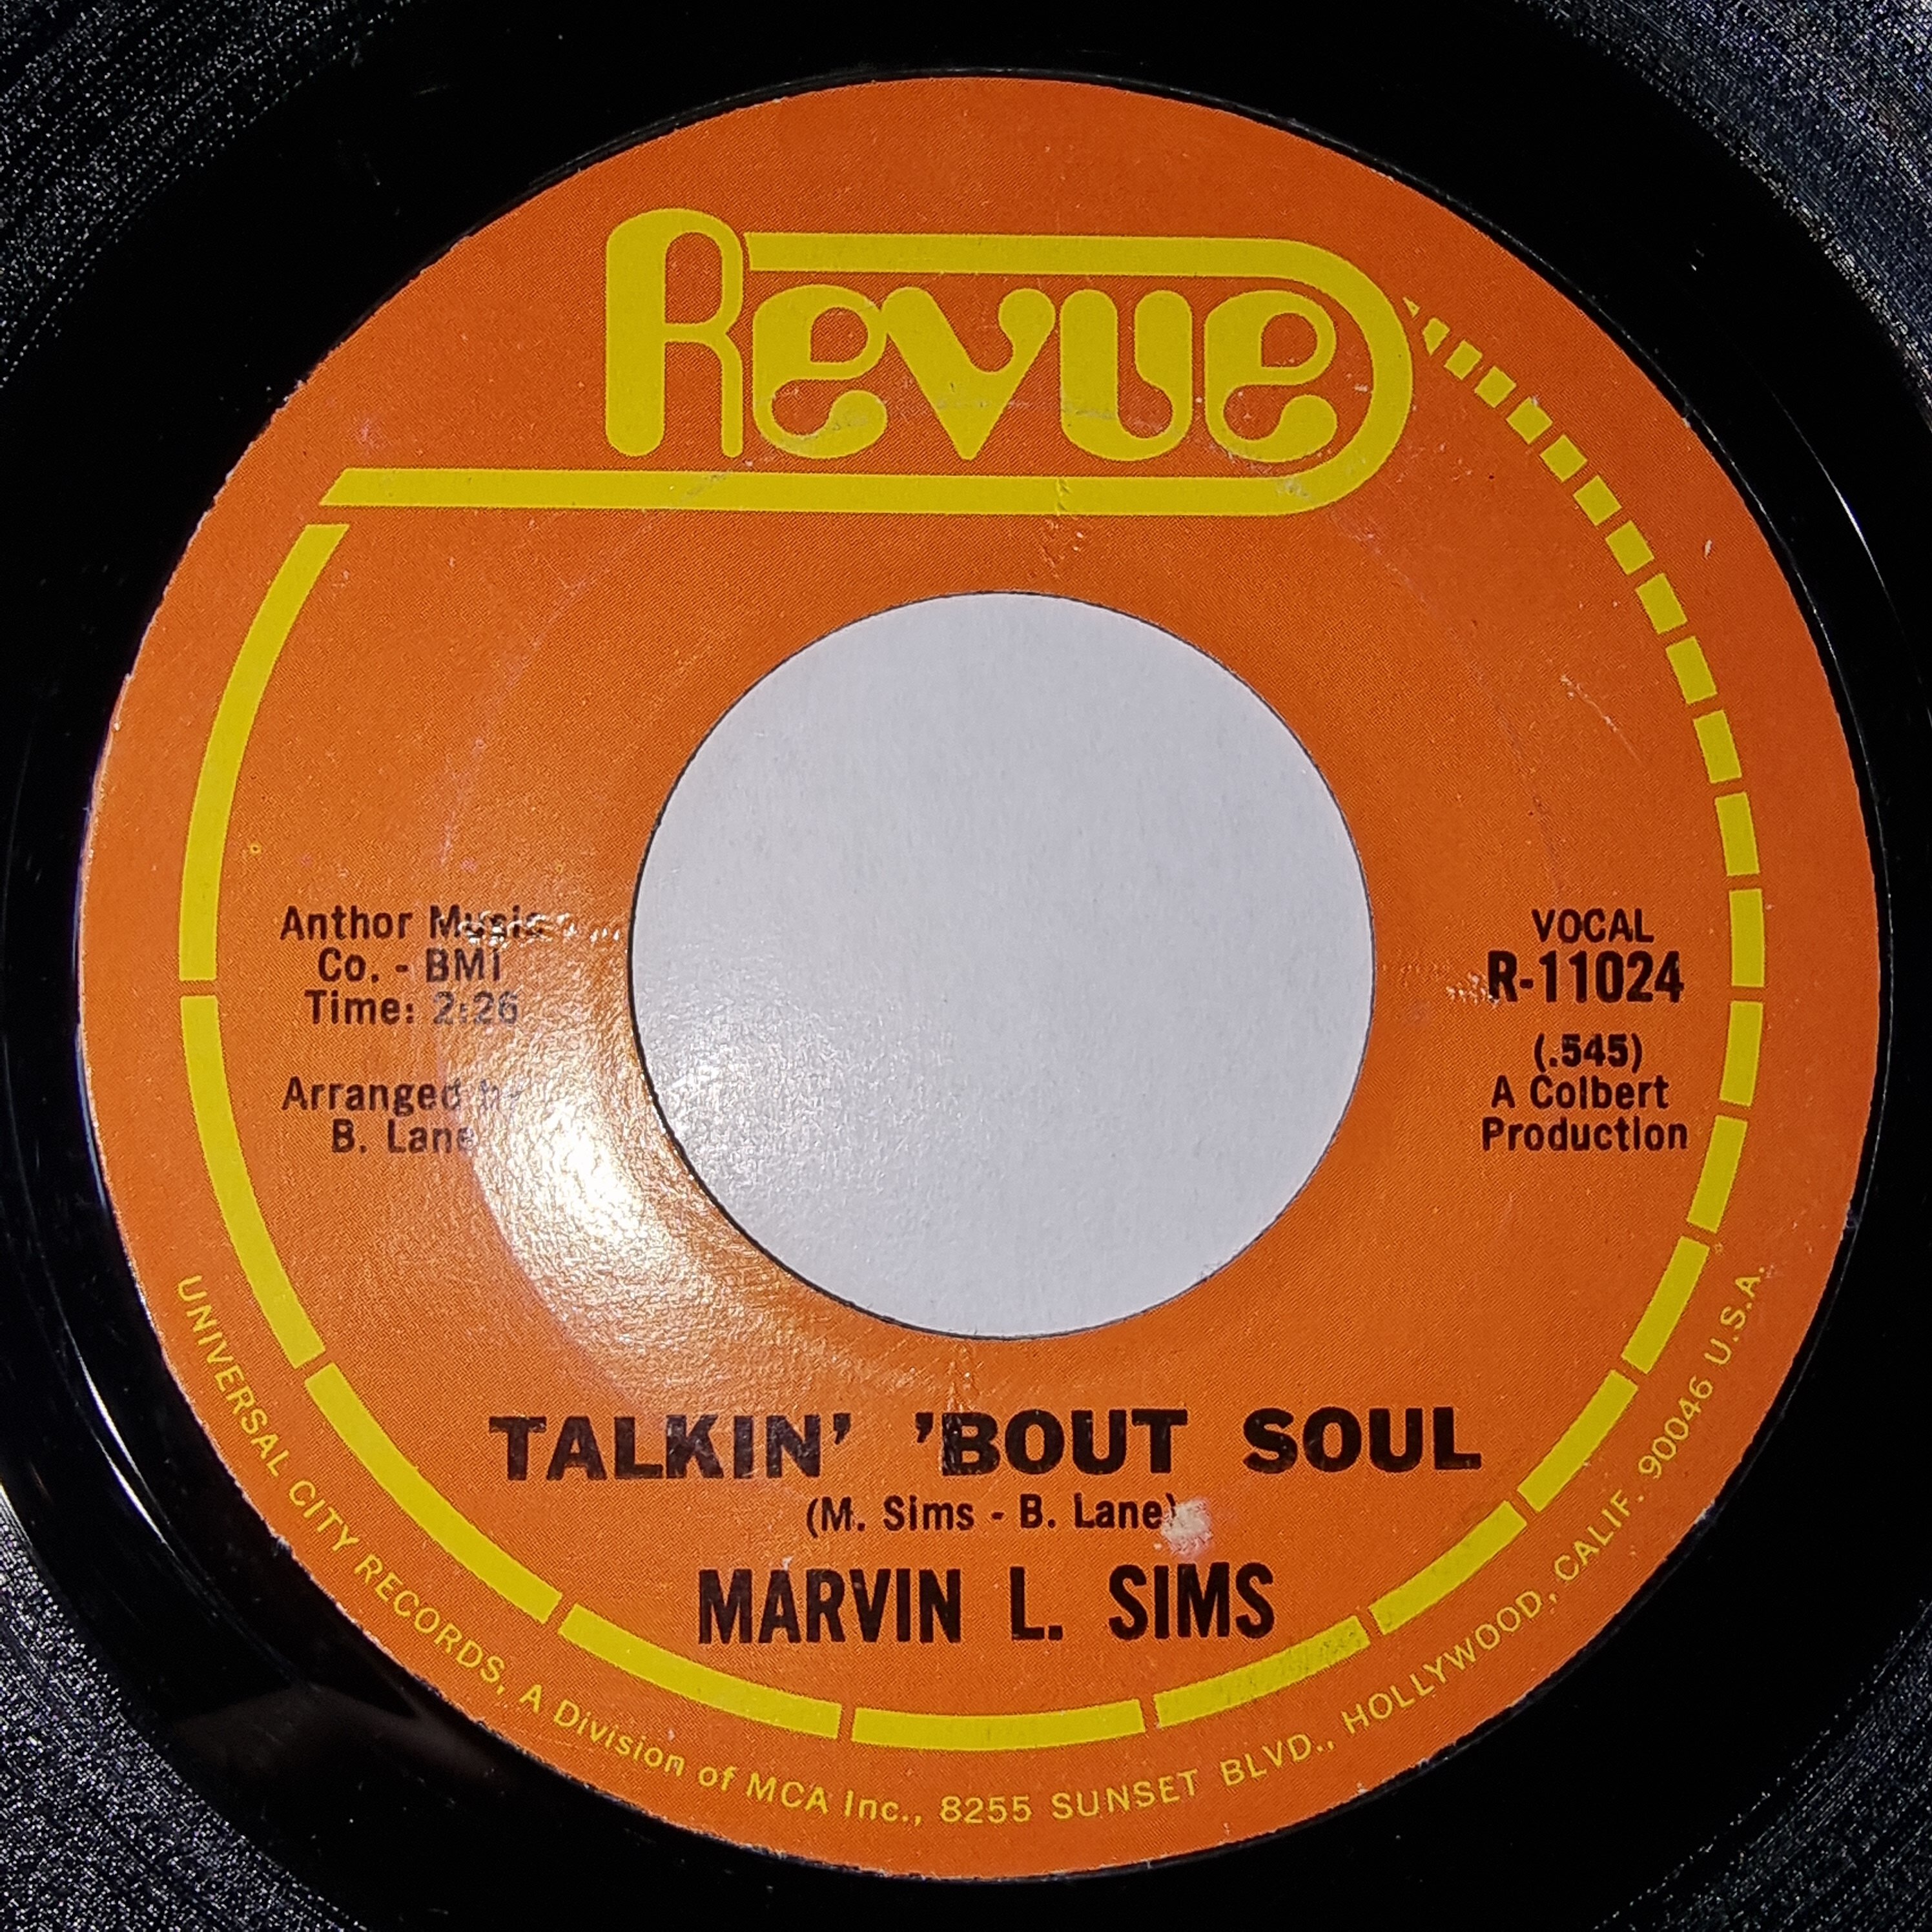 Revue
Anthor Music
Co. - BMI
Time: 2:26
Arranged by
B. Lane
VOCAL
R-11024
(.545)
A Colbert
Production
TALKIN' 'BOUT SOUL
(M. Sims - B. Lane)
MARVIN L. SIMS
UNIVERSAL CITY RECORDS, A Division of MCA Inc., 8255 SUNSET BLVD., HOLLYWOOD, CALIF. 90046 U.S.A.